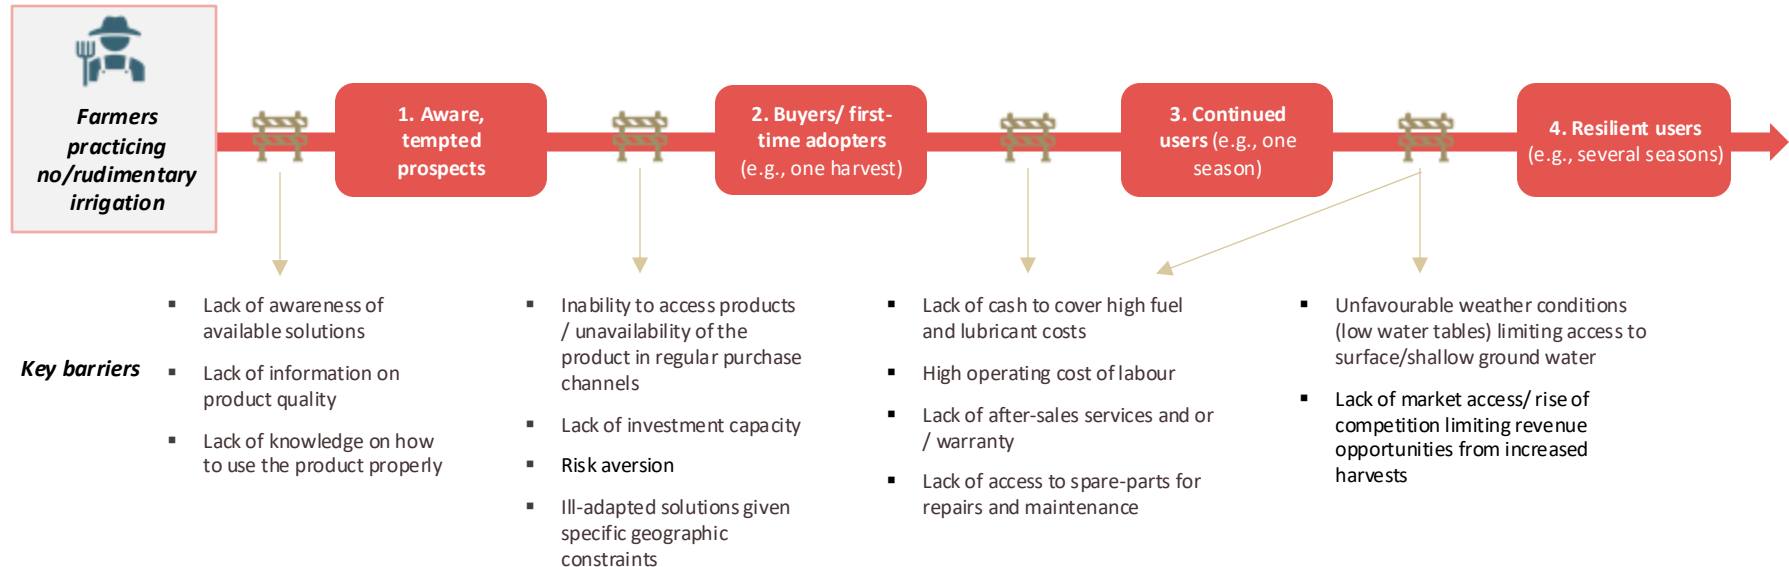 Farmers
practicing
no/rudimentary
irrigation
1. Aware,
tempted
prospects
2. Buyers/ first-
time adopters
(e.g., one harvest)
3. Continued
users (e.g., one
season)
4. Resilient users
(e.g., several seasons)
Key barriers
▪ Lack of awareness of
available solutions
▪ Lack of information on
product quality
▪ Lack of knowledge on how
to use the product properly
▪ Inability to access products
/ unavailability of the
product in regular purchase
channels
▪ Lack of investment capacity
▪ Risk aversion
▪ Ill-adapted solutions given
specific geographic
constraints
▪ Lack of cash to cover high fuel
and lubricant costs
▪ High operating cost of labour
▪ Lack of after-sales services and or
/ warranty
▪ Lack of access to spare-parts for
repairs and maintenance
▪ Unfavourable weather conditions
(low water tables) limiting access to
surface/shallow ground water
▪ Lack of market access/ rise of
competition limiting revenue
opportunities from increased
harvests